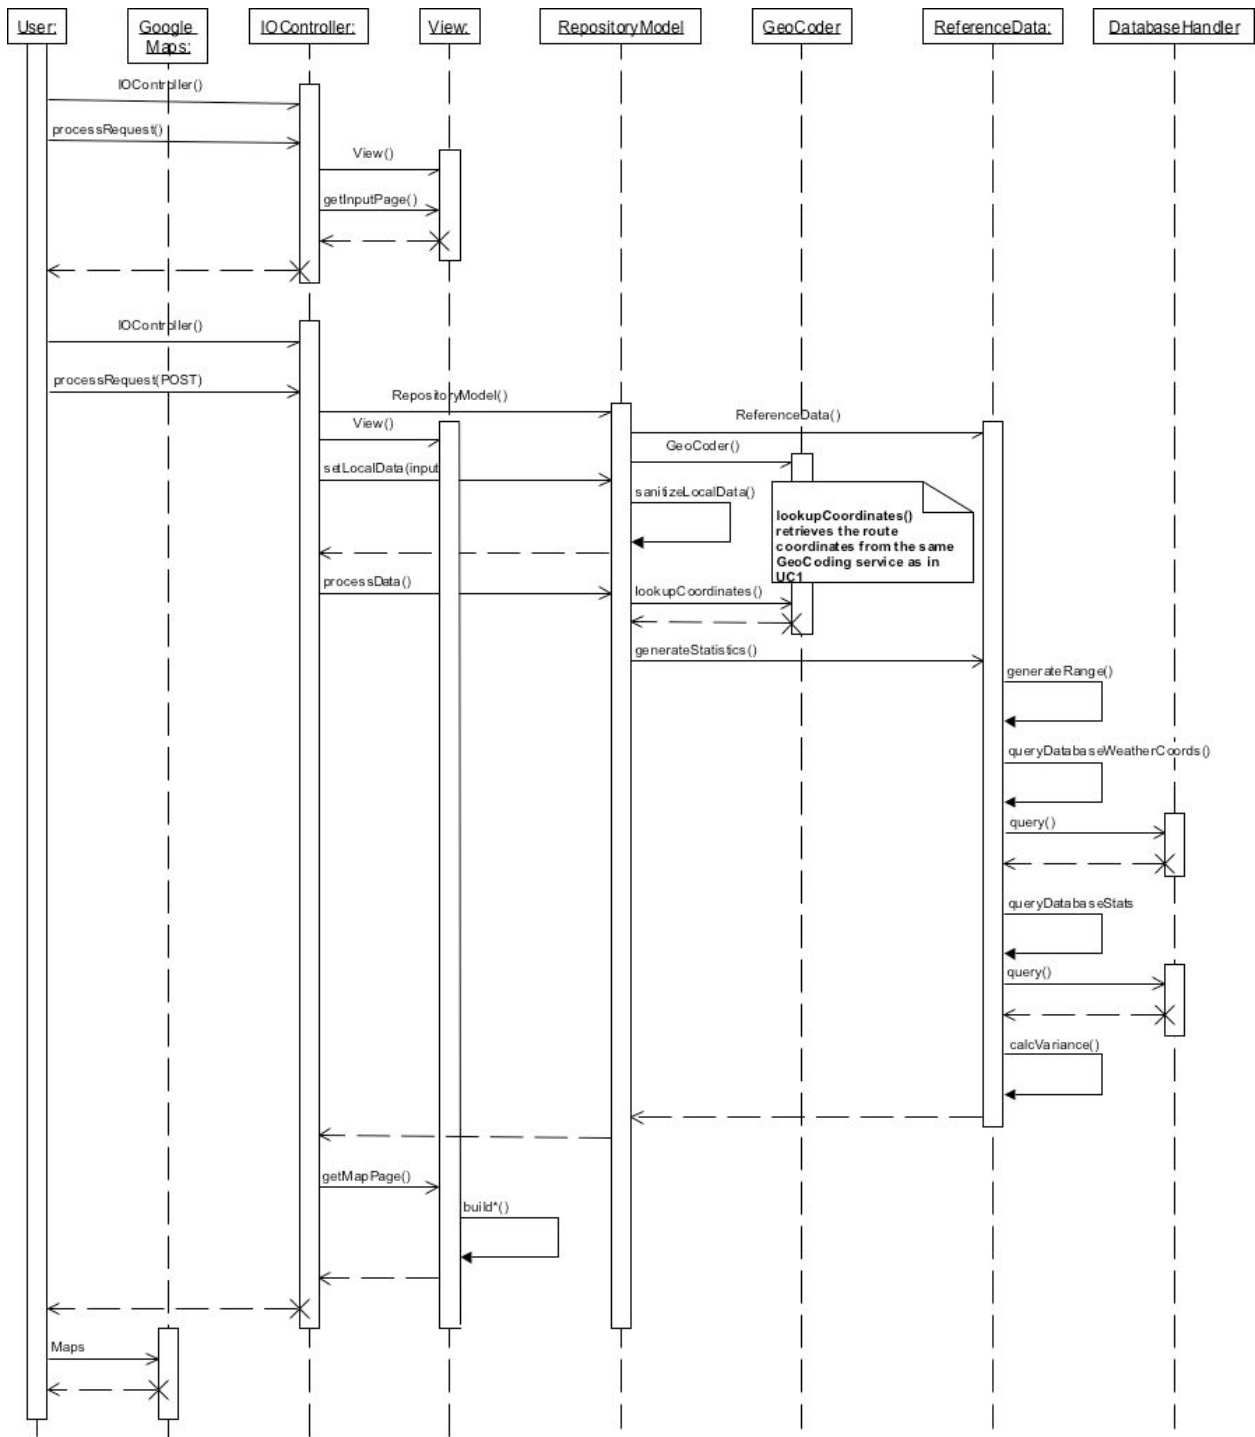 User:
Google
Maps:
IOController:
View:
RepositoryModel
GeoCoder
ReferenceData:
DatabaseHandler
IOController()
processRequest()
View()
getInputPage()
IOController()
processRequest(POST)
RepositoryModel()
ReferenceData()
View()
GeoCoder()
setLocalData(input
sanitizeLocalData()
lookupCoordinates()
retrieves the route
coordinates from the same
GeoCoding service as in
UC1
processData()
lookupCoordinates()
generateStatistics()
generateRange()
queryDatabaseWeatherCoords()
query()
queryDatabaseStats
query()
calcVariance()
getMapPage()
build*()
Maps